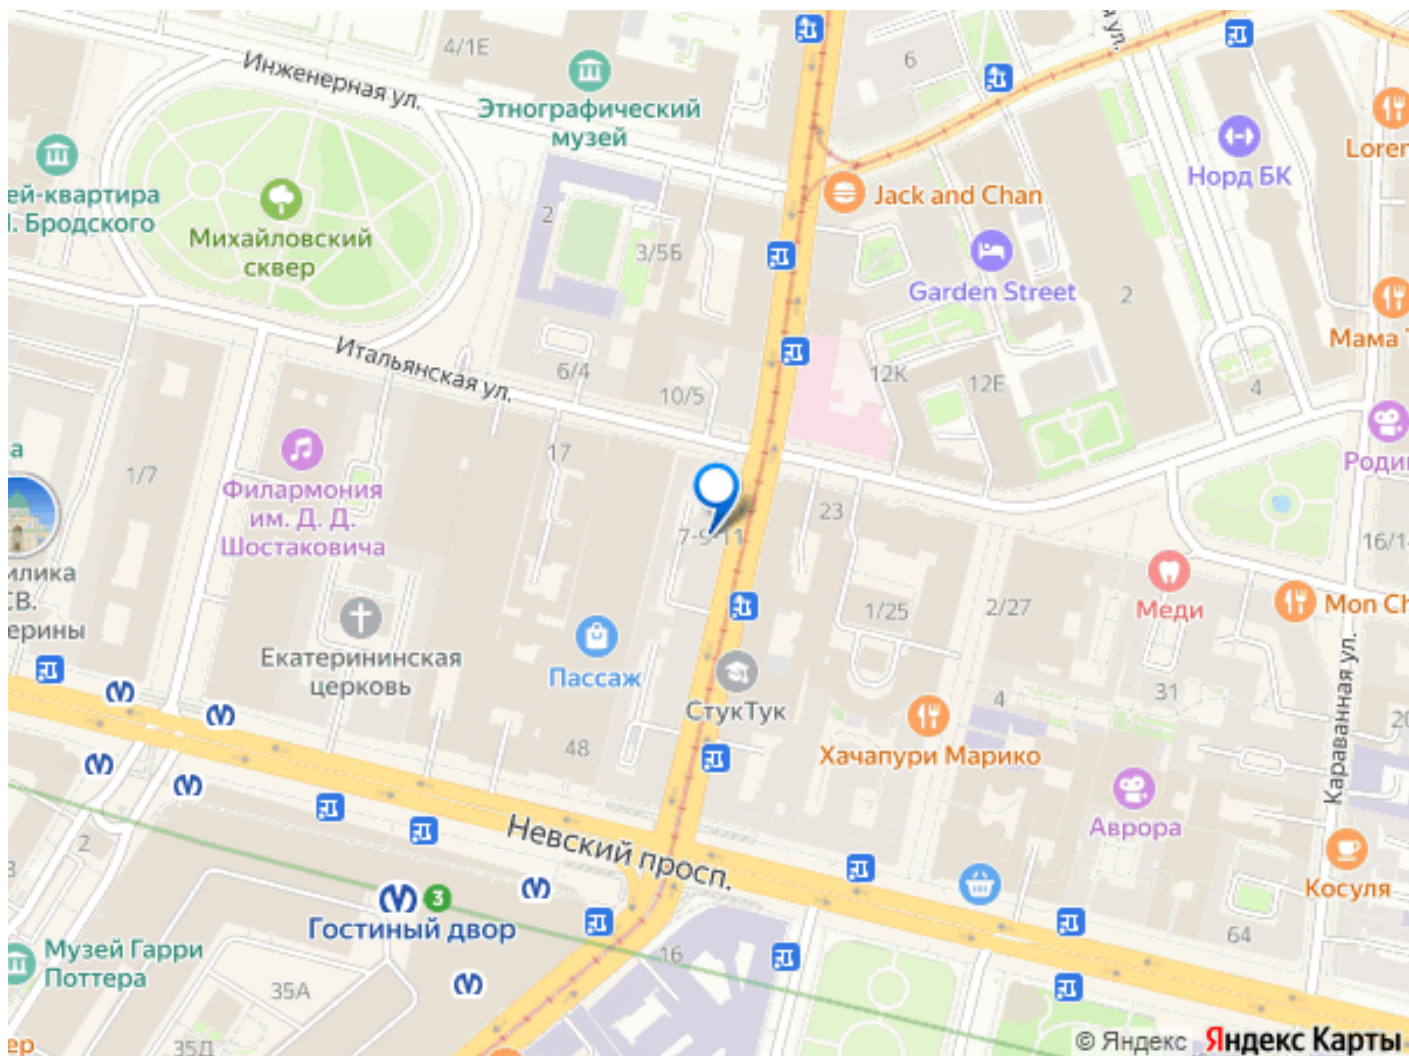 4/1Е
Инженерная ул.
Этнографический
музей
6
Норд БК
ей-квартира
Бродского
Михайловский
сквер
2
3/5Б
Jack and Chan
Garden Street
2
Мама
Итальянская ул.
6/4
10/5
12К
12Е
4
17
1/7
Филармония
им. Д. Д.
Шостаковича
7-9-11
23
16/1
Меди
1/25
2/27
Mon Ch
илика
СВ.
ерины
Екатерининская
церковь
Пассаж
СтукТук
4
31
Караванная ул.
20
48
Хачапури Марико
Аврора
Невский просп.
2
3
Гостиный двор
Косуля
64
16
Музей Гарри
Поттера
35А
35Д
ер
© Яндекс Яндекс Карты